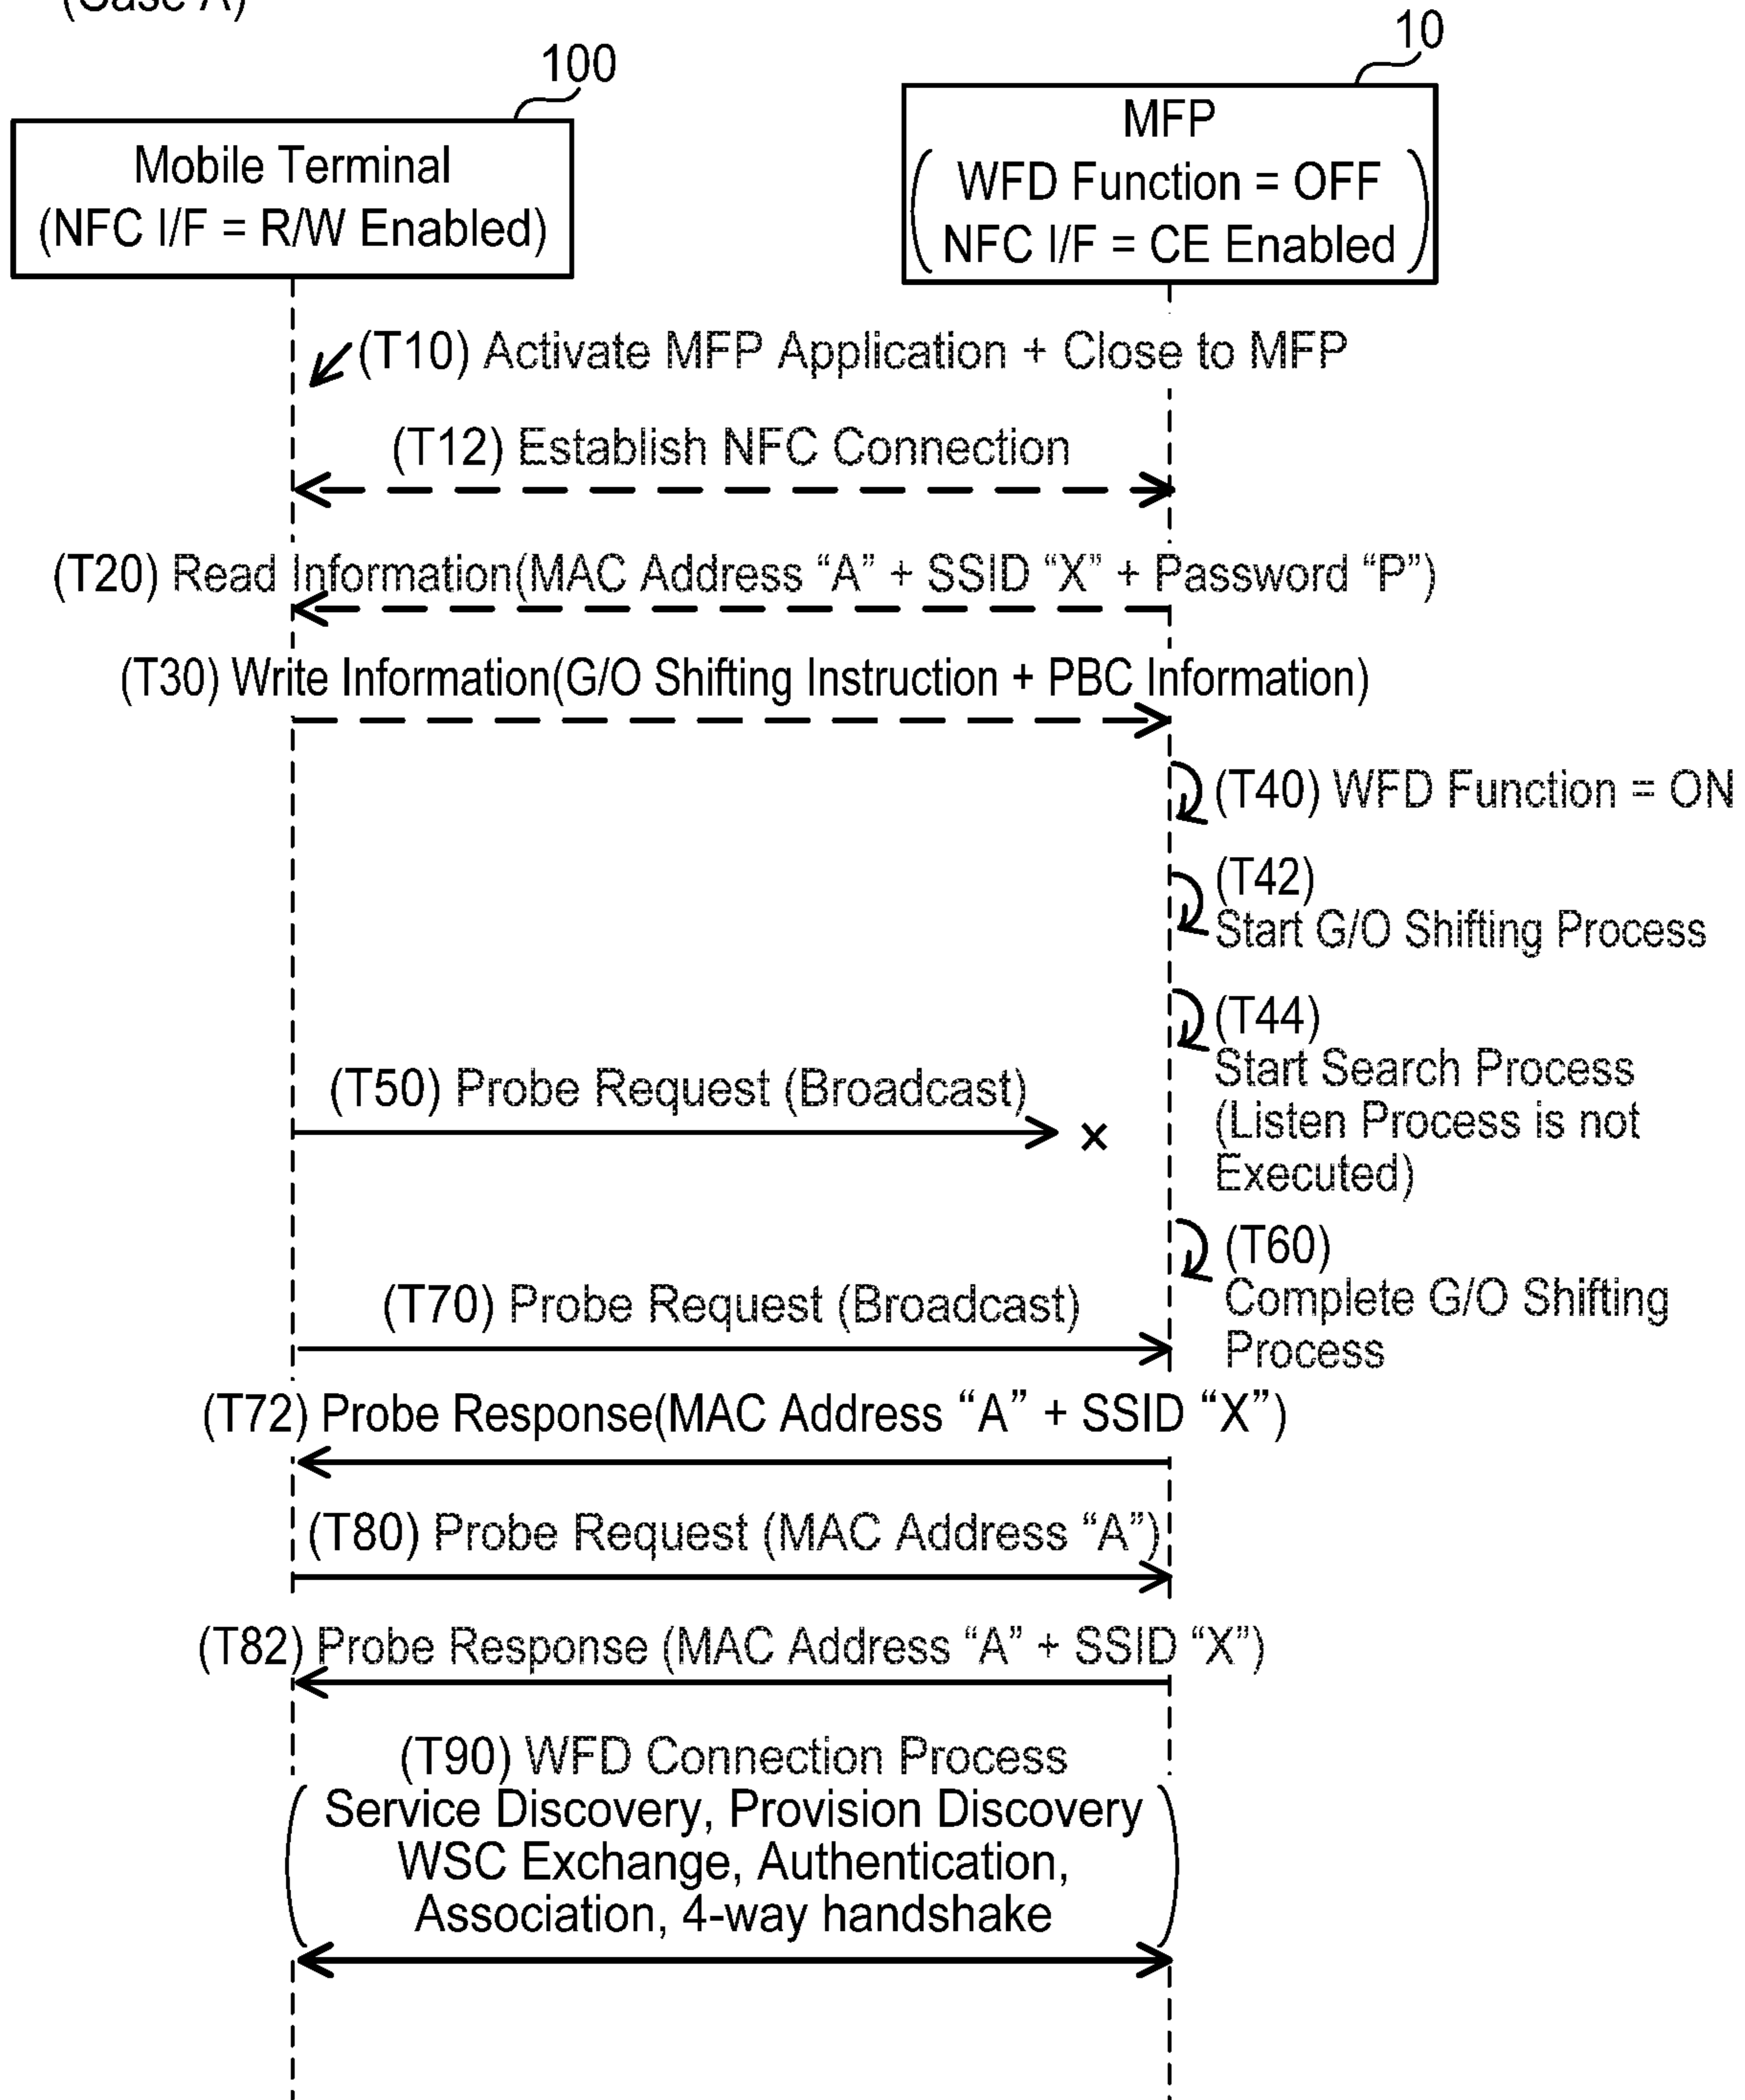 (Case A)
100
10
Mobile Terminal
(NFC I/F = R/W Enabled)
MFP
WFD Function = OFF
NFC I/F = CE Enabled
(T10) Activate MFP Application + Close to MFP
(T12) Establish NFC Connection
(T20) Read Information(MAC Address “A” + SSID “X” + Password “P”)
(T30) Write Information(G/O Shifting Instruction + PBC Information)
(T40) WFD Function = ON
(T42)
Start G/O Shifting Process
(T44)
Start Search Process
(Listen Process is not
Executed)
(T50) Probe Request (Broadcast)
×
(T60)
Complete G/O Shifting
Process
(T70) Probe Request (Broadcast)
(T72) Probe Response(MAC Address “A” + SSID “X”)
(T80) Probe Request (MAC Address “A”)
(T82) Probe Response (MAC Address “A” + SSID “X”)
(T90) WFD Connection Process
Service Discovery, Provision Discovery
WSC Exchange, Authentication,
Association, 4-way handshake